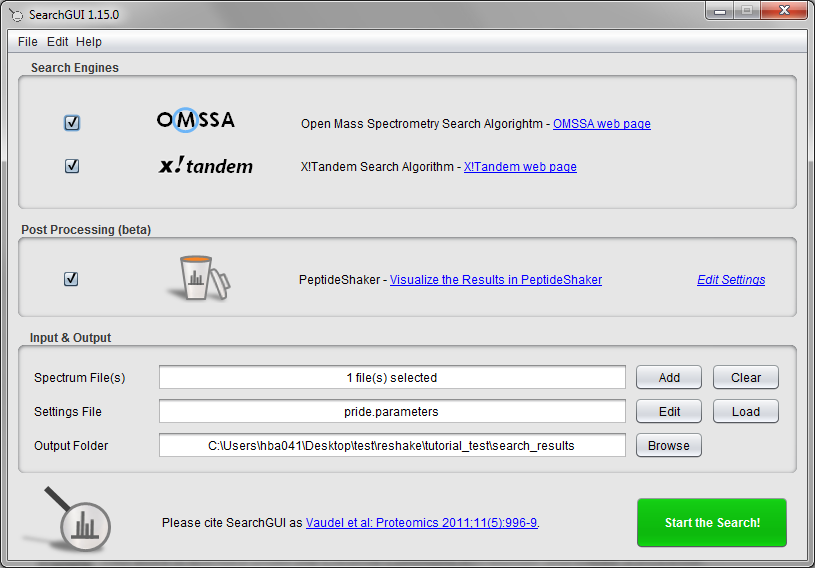 SearchGUI 1.15.0
File Edit Help
Search Engines
OMSSA Open Mass Spectrometry Search Algorightm - OMSSA web page
x!tandem X!Tandem Search Algorithm - X!Tandem web page
Post Processing (beta)
PeptideShaker - Visualize the Results in PeptideShaker Edit Settings
Input & Output
Spectrum File(s) 1 file(s) selected Add Clear
Settings File pride.parameters Edit Load
Output Folder C:\Users\hba041\Desktop\test\reshake\tutorial_test\search_results Browse
Please cite SearchGUI as Vaudel et al: Proteomics 2011;11(5):996-9. Start the Search!